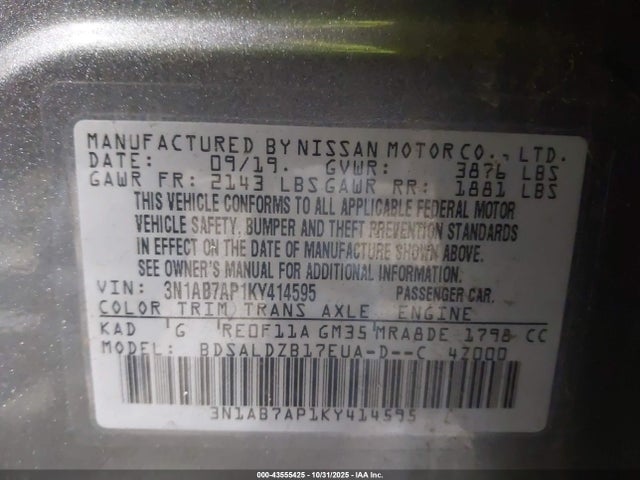 MANUFACTURED BY NISSAN MOTOR CO., LTD.
DATE: 09/19. GVWR: 3876 LBS
GAWR FR: 2143 LBS GAWR RR: 1881 LBS
THIS VEHICLE CONFORMS TO ALL APPLICABLE FEDERAL MOTOR
VEHICLE SAFETY, BUMPER AND THEFT PREVENTION STANDARDS
IN EFFECT ON THE DATE OF MANUFACTURE SHOWN ABOVE.
SEE OWNER'S MANUAL FOR ADDITIONAL INFORMATION.
VIN: 3N1AB7AP1KY414595 PASSENGER CAR.
COLOR TRIM TRANS AXLE ENGINE
KAD G RE0F11A GM35 MRA8DE 1798 CC
MODEL: BDSALDZB17EUA-D--C 4Z000
3N1AB7AP1KY414595
000-43555425 - 10/31/2025 - IAA Inc.